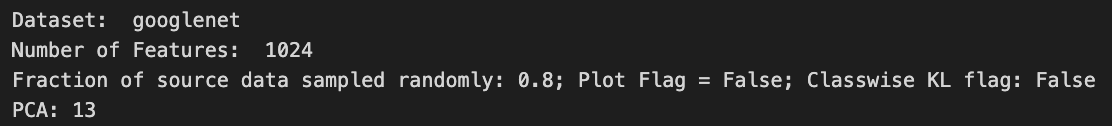 Dataset:  googlenet
Number of Features:  1024
Fraction of source data sampled randomly: 0.8; Plot Flag = False; Classwise KL flag: False
PCA: 13